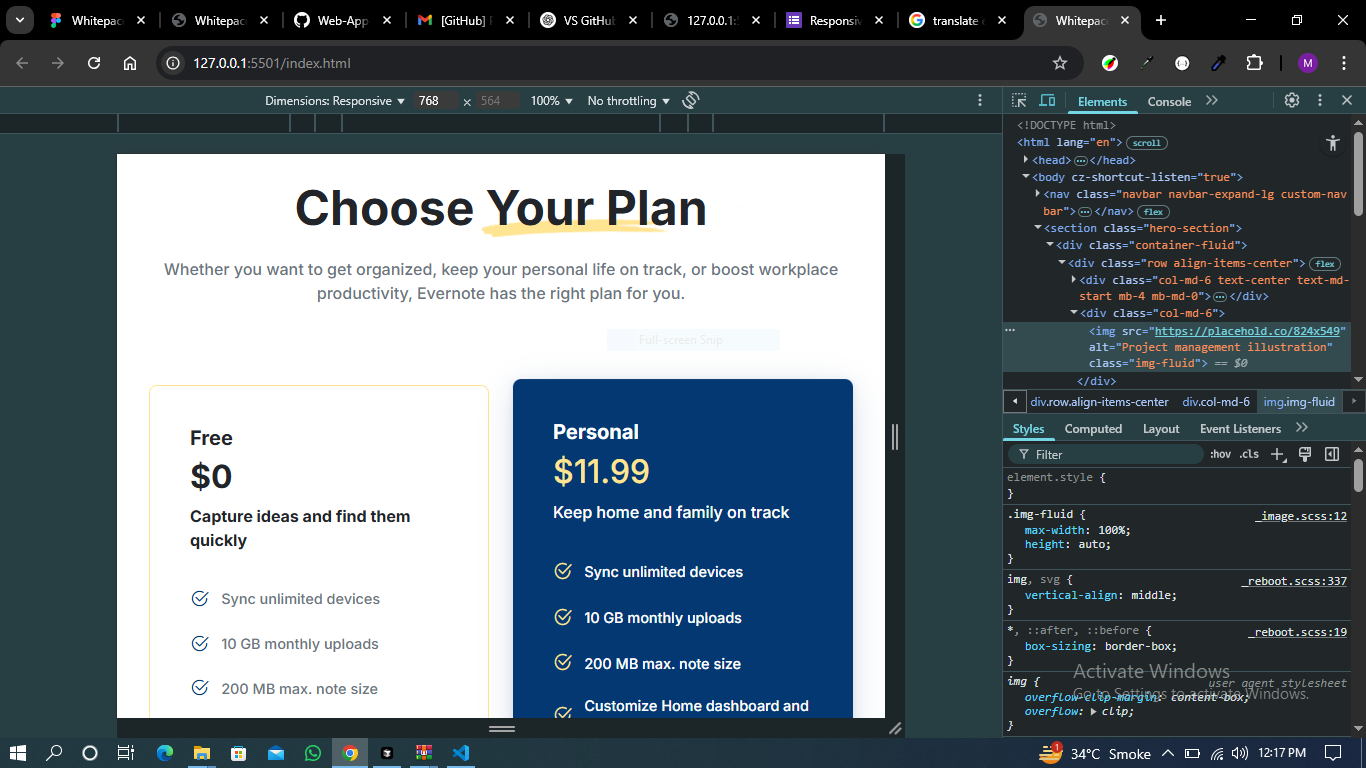 Whitepac
Whitepac
Web-App
[GitHub] F
VS GitHub
127.0.0.1:5
Responsiv
translate e
Whitepac
127.0.0.1:5501/index.html
M
Dimensions: Responsive
768
×
564
100%
No throttling
Elements
Console
Choose Your Plan
Whether you want to get organized, keep your personal life on track, or boost workplace
productivity, Evernote has the right plan for you.
Full-screen Snip
Free
$0
Capture ideas and find them
quickly
Sync unlimited devices
10 GB monthly uploads
200 MB max. note size
Personal
$11.99
Keep home and family on track
Sync unlimited devices
10 GB monthly uploads
200 MB max. note size
Customize Home dashboard and
<!DOCTYPE html>
<html lang="en"> scroll
<head> ⋯ </head>
<body cz-shortcut-listen="true">
<nav class="navbar navbar-expand-lg custom-nav
bar"> ⋯ </nav> flex
<section class="hero-section">
<div class="container-fluid">
<div class="row align-items-center"> flex
<div class="col-md-6 text-center text-md-
start mb-4 mb-md-0"> ⋯ </div>
<div class="col-md-6">
<img src="https://placehold.co/824x549"
alt="Project management illustration"
class="img-fluid"> == $0
</div>
div.row.align-items-center
div.col-md-6
img.img-fluid
Styles
Computed
Layout
Event Listeners
Filter
:hov
.cls
element.style {
}
.img-fluid {
_image.scss:12
max-width: 100%;
height: auto;
}
img, svg {
_reboot.scss:337
vertical-align: middle;
}
*, ::after, ::before {
_reboot.scss:19
box-sizing: border-box;
}
img {
user agent stylesheet
overflow-clip-margin: content-box;
overflow: clip;
}
Activate Windows
Go to Settings to activate Windows.
1
34°C Smoke
12:17 PM